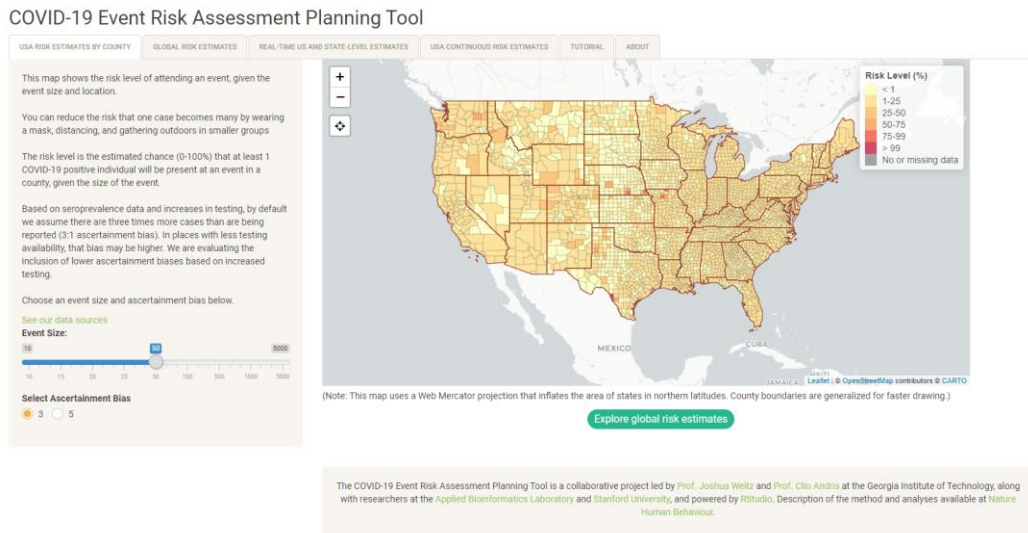 COVID-19 Event Risk Assessment Planning Tool
USA RISK ESTIMATES BY COUNTY
GLOBAL RISK ESTIMATES
REAL-TIME US AND STATE-LEVEL ESTIMATES
USA CONTINUOUS RISK ESTIMATES
TUTORIAL
ABOUT
This map shows the risk level of attending an event, given the
event size and location.
You can reduce the risk that one case becomes many by wearing
a mask, distancing, and gathering outdoors in smaller groups
The risk level is the estimated chance (0-100%) that at least 1
COVID-19 positive individual will be present at an event in a
county, given the size of the event.
Based on seroprevalence data and increases in testing, by default
we assume there are three times more cases than are being
reported (3:1 ascertainment bias). In places with less testing
availability, that bias may be higher. We are evaluating the
inclusion of lower ascertainment biases based on increased
testing.
Choose an event size and ascertainment bias below.
See our data sources
Event Size:
10 50 5000
10 15 20 25 50 100 500 1000 5000
Select Ascertainment Bias
3 5
+
−
Risk Level (%)
< 1
1-25
25-50
50-75
75-99
> 99
No or missing data
MEXICO
CUBA
HAITI
JAMAICA
Leaflet | © OpenStreetMap contributors © CARTO
(Note: This map uses a Web Mercator projection that inflates the area of states in northern latitudes. County boundaries are generalized for faster drawing.)
Explore global risk estimates
The COVID-19 Event Risk Assessment Planning Tool is a collaborative project led by Prof. Joshua Weitz and Prof. Clio Andris at the Georgia Institute of Technology, along
with researchers at the Applied Bioinformatics Laboratory and Stanford University, and powered by RStudio. Description of the method and analyses available at Nature
Human Behaviour.